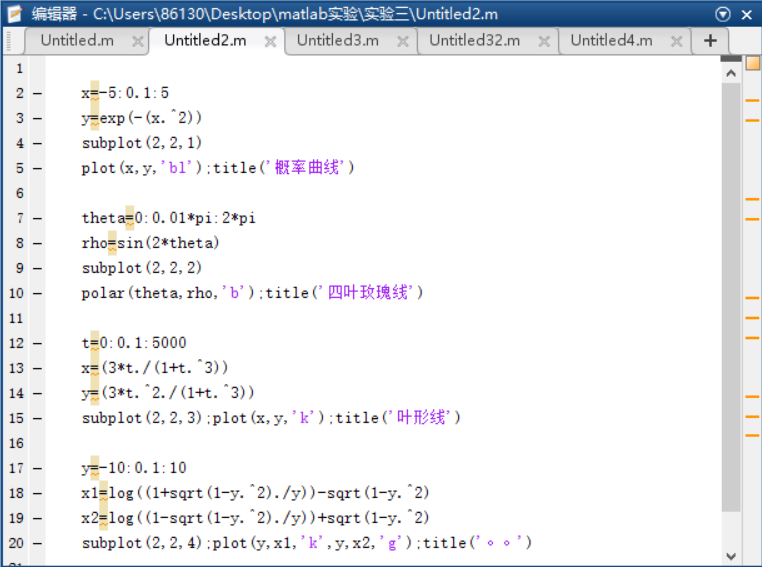 编辑器 - C:\Users\86130\Desktop\matlab实验\实验三\Untitled2.m
Untitled.m Untitled2.m Untitled3.m Untitled32.m Untitled4.m
1
2 x=-5:0.1:5
3 y=exp(-(x.^2))
4 subplot(2,2,1)
5 plot(x,y,'bl');title('概率曲线')
6
7 theta=0:0.01*pi:2*pi
8 rho=sin(2*theta)
9 subplot(2,2,2)
10 polar(theta,rho,'b');title('四叶玫瑰线')
11
12 t=0:0.1:5000
13 x=(3*t./(1+t.^3))
14 y=(3*t.^2./(1+t.^3))
15 subplot(2,2,3);plot(x,y,'k');title('叶形线')
16
17 y=-10:0.1:10
18 x1=log((1+sqrt(1-y.^2)./y))-sqrt(1-y.^2)
19 x2=log((1-sqrt(1-y.^2)./y))+sqrt(1-y.^2)
20 subplot(2,2,4);plot(y,x1,'k',y,x2,'g');title('。。')